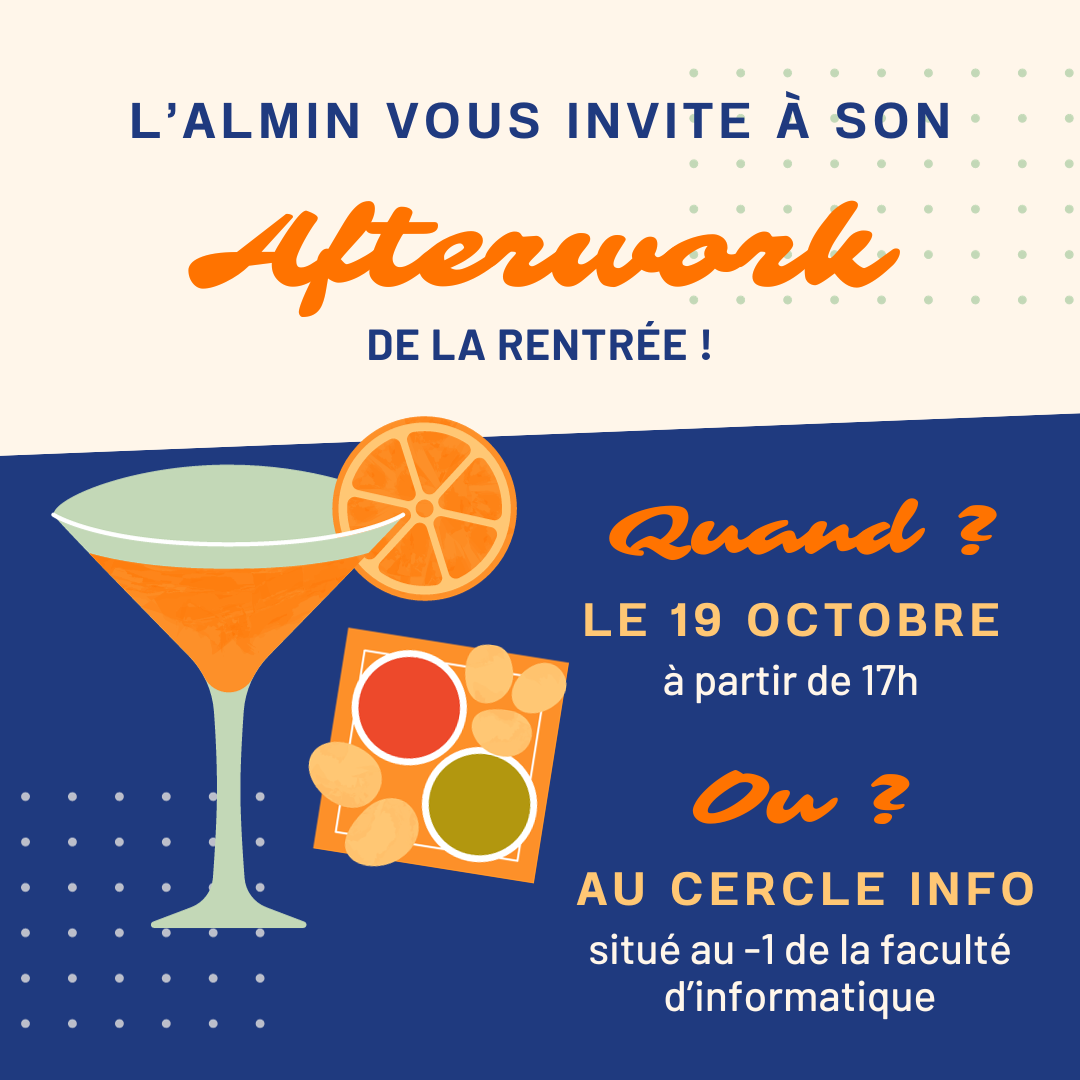 L'ALMIN VOUS INVITE À SON
Afterwork
DE LA RENTRÉE !
Quand ?
LE 19 OCTOBRE
à partir de 17h
Ou ?
AU CERCLE INFO
situé au -1 de la faculté
d'informatique